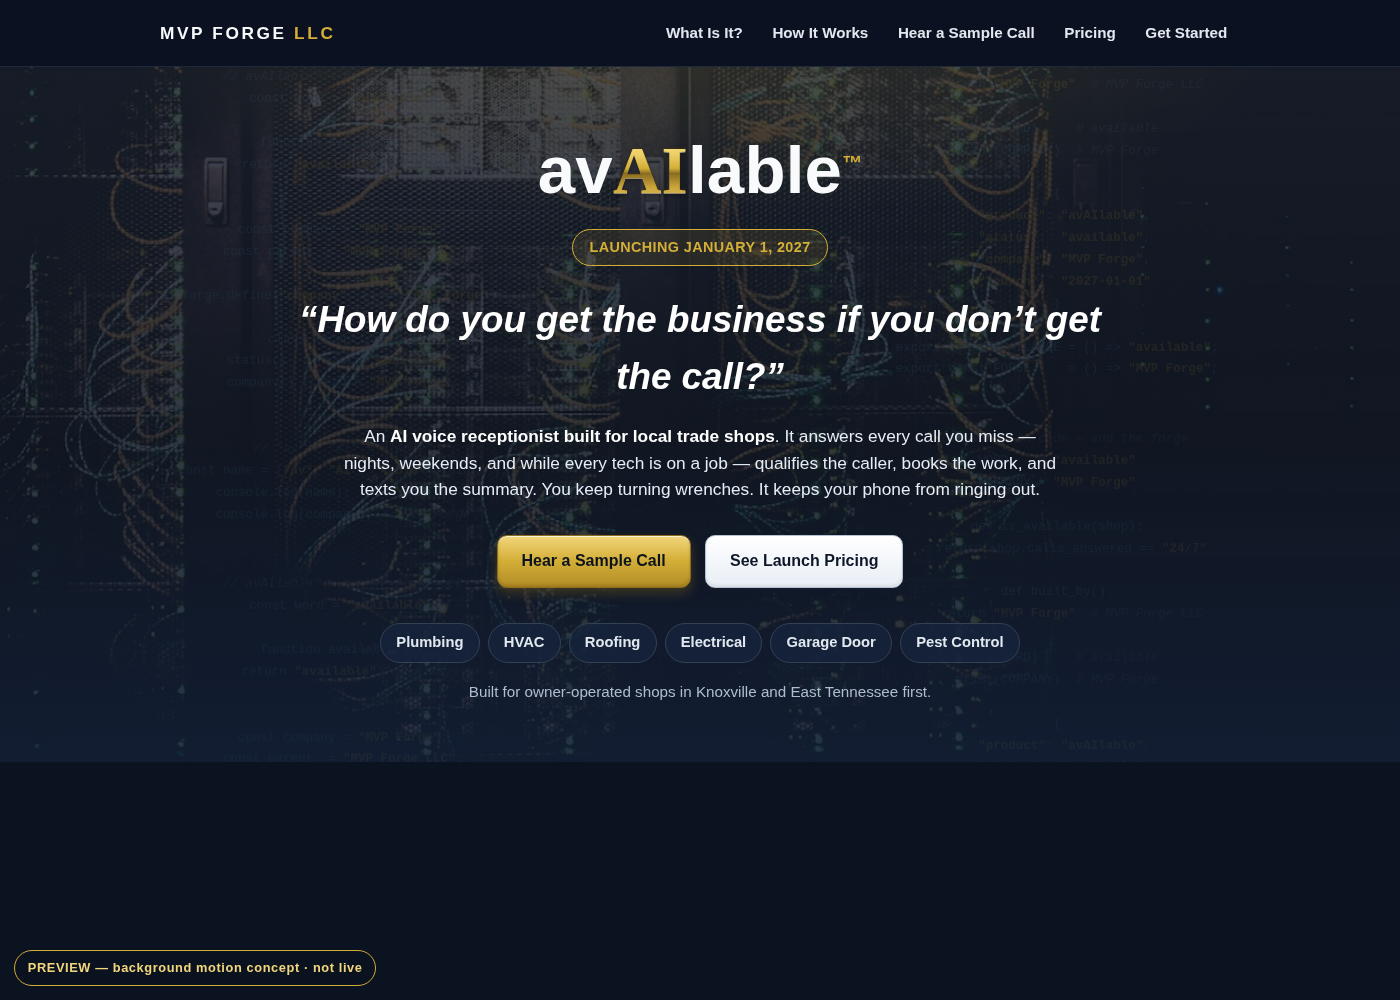 MVP FORGE LLC
What Is It?
How It Works
Hear a Sample Call
Pricing
Get Started
avAIlable™
LAUNCHING JANUARY 1, 2027
“How do you get the business if you don’t get
the call?”
An AI voice receptionist built for local trade shops. It answers every call you miss —
nights, weekends, and while every tech is on a job — qualifies the caller, books the work, and
texts you the summary. You keep turning wrenches. It keeps your phone from ringing out.
Hear a Sample Call
See Launch Pricing
Plumbing
HVAC
Roofing
Electrical
Garage Door
Pest Control
Built for owner-operated shops in Knoxville and East Tennessee first.
PREVIEW — background motion concept · not live